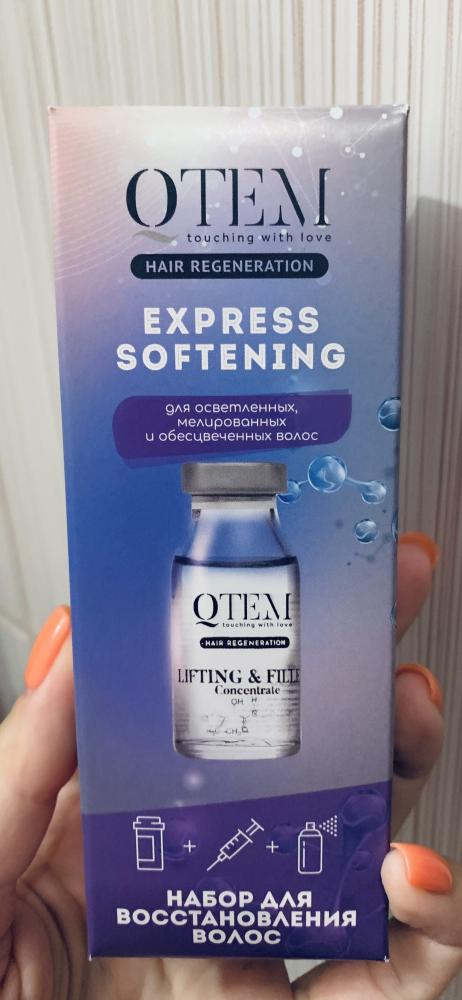 QTEM
touching with love
HAIR REGENERATION
EXPRESS
SOFTENING
для осветленных,
мелированных
и обесцвеченных волос
QTEM
touching with love
HAIR REGENERATION
LIFTING & FILLE
Concentrate
OH H
+ +
НАБОР ДЛЯ
ВОССТАНОВЛЕНИЯ
ВОЛОС